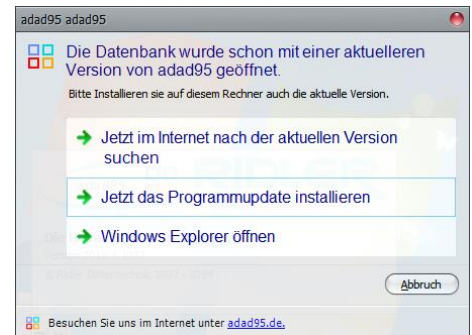 adad95 adad95
Die Datenbank wurde schon mit einer aktuelleren
Version von adad95 geöffnet.
Bitte Installieren sie auf diesem Rechner auch die aktuelle Version.
Jetzt im Internet nach der aktuellen Version
suchen
Jetzt das Programmupdate installieren
Windows Explorer öffnen
Abbruch
Besuchen Sie uns im Internet unter adad95.de.